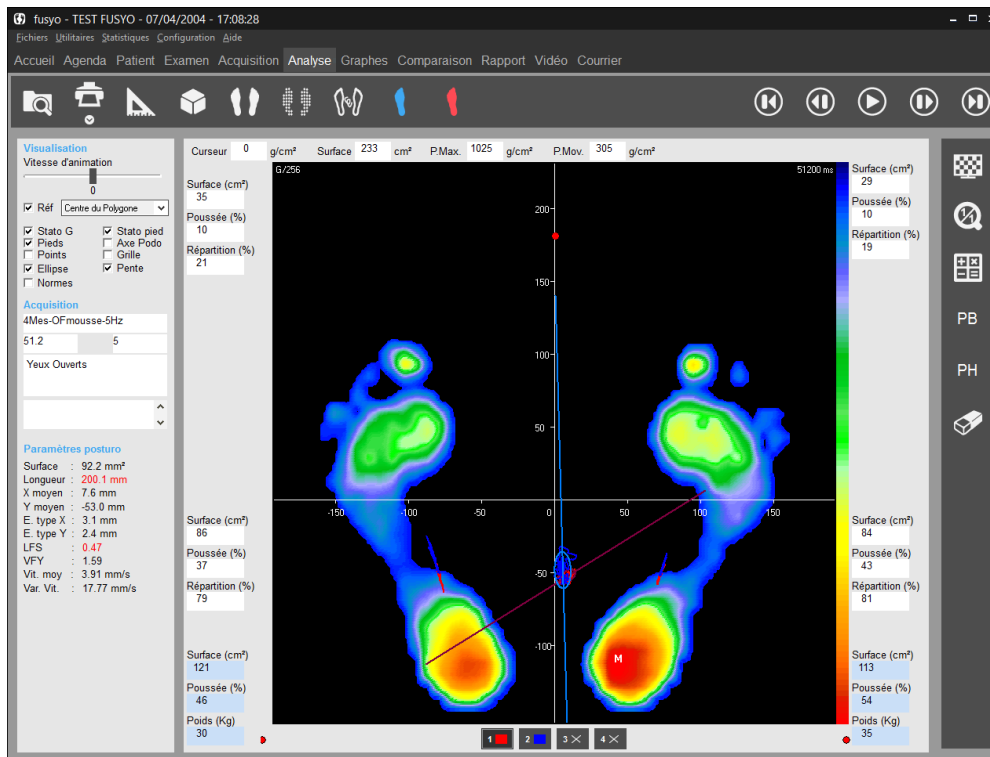 fusyo - TEST FUSYO - 07/04/2004 - 17:08:28
Fichiers Utilitaires Statistiques Configuration Aide
Accueil Agenda Patient Examen Acquisition Analyse Graphes Comparaison Rapport Vidéo Courrier
Visualisation
Vitesse d'animation
0
Réf Centre du Polygone
Stato G Stato pied
Pieds Axe Podo
Points Grille
Ellipse Pente
Normes
Acquisition
4Mes-OFmousse-5Hz
51.2 5
Yeux Ouverts
Paramètres posturo
Surface : 92.2 mm²
Longueur : 200.1 mm
X moyen : 7.6 mm
Y moyen : -53.0 mm
E. type X : 3.1 mm
E. type Y : 2.4 mm
LFS : 0.47
VFY : 1.59
Vit. moy : 3.91 mm/s
Var. Vit. : 17.77 mm/s
Curseur 0 g/cm² Surface 233 cm² P.Max. 1025 g/cm² P.Moy. 305 g/cm²
Surface (cm²)
35
Poussée (%)
10
Répartition (%)
21
Surface (cm²)
86
Poussée (%)
37
Répartition (%)
79
Surface (cm²)
121
Poussée (%)
46
Poids (Kg)
30
G/256 51200 ms
200
150
100
50
-150 -100 -50 0 50 100 150
-50
-100
M
1 2 3 4
Surface (cm²)
29
Poussée (%)
10
Répartition (%)
19
Surface (cm²)
84
Poussée (%)
43
Répartition (%)
81
Surface (cm²)
113
Poussée (%)
54
Poids (Kg)
35
1/1
PB
PH